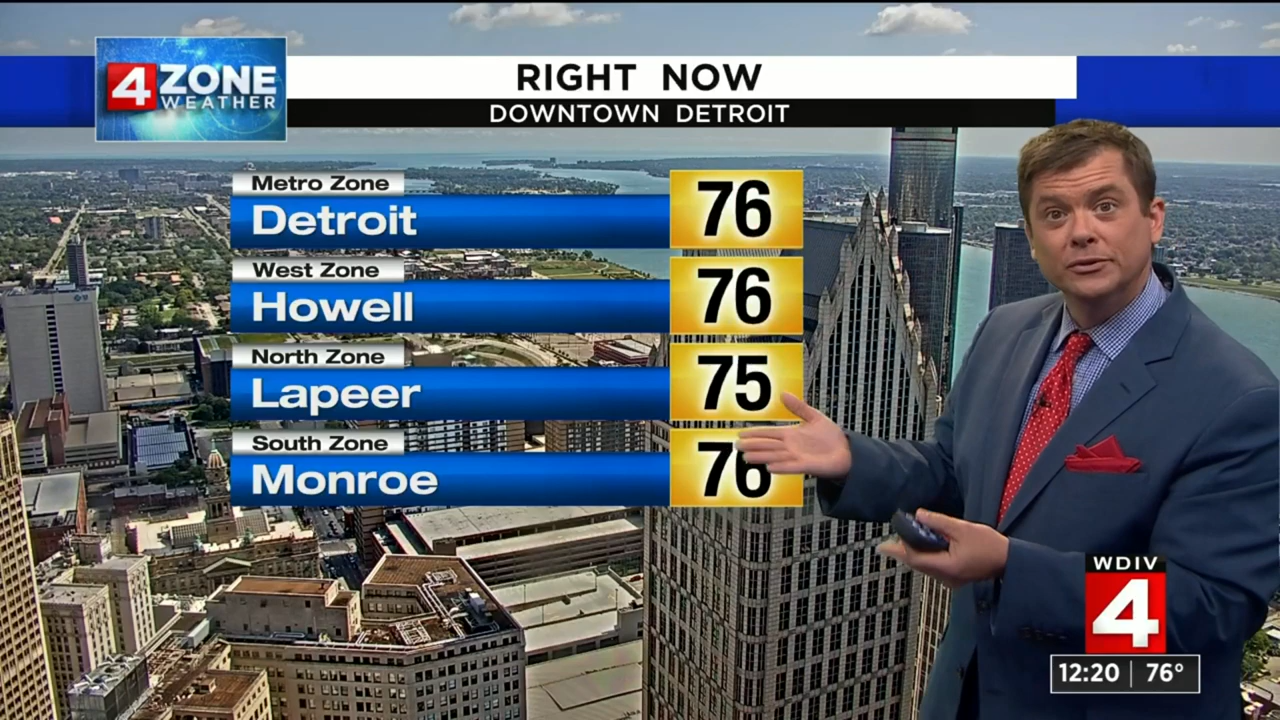 4 ZONE
WEATHER
RIGHT NOW
DOWNTOWN DETROIT
Metro Zone
Detroit 76
West Zone
Howell 76
North Zone
Lapeer 75
South Zone
Monroe 76
WDIV
4
12:20 | 76°